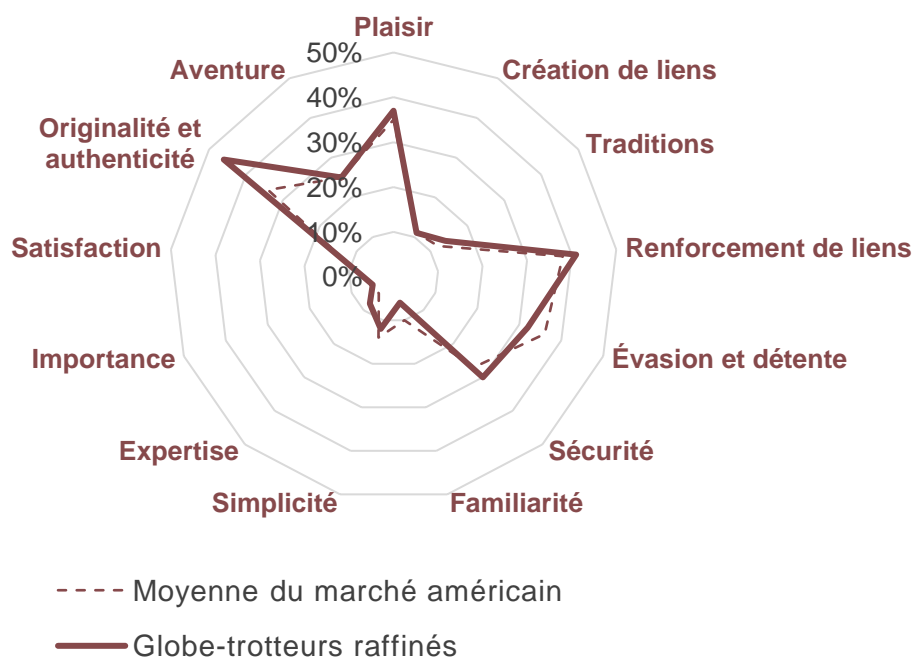 Plaisir
50%
Création de liens
Aventure
40%
Originalité et
authenticité
Traditions
30%
20%
10%
Satisfaction
Renforcement de liens
0%
Importance
Évasion et détente
Expertise
Sécurité
Simplicité
Familiarité
Moyenne du marché américain
Globe-trotteurs raffinés